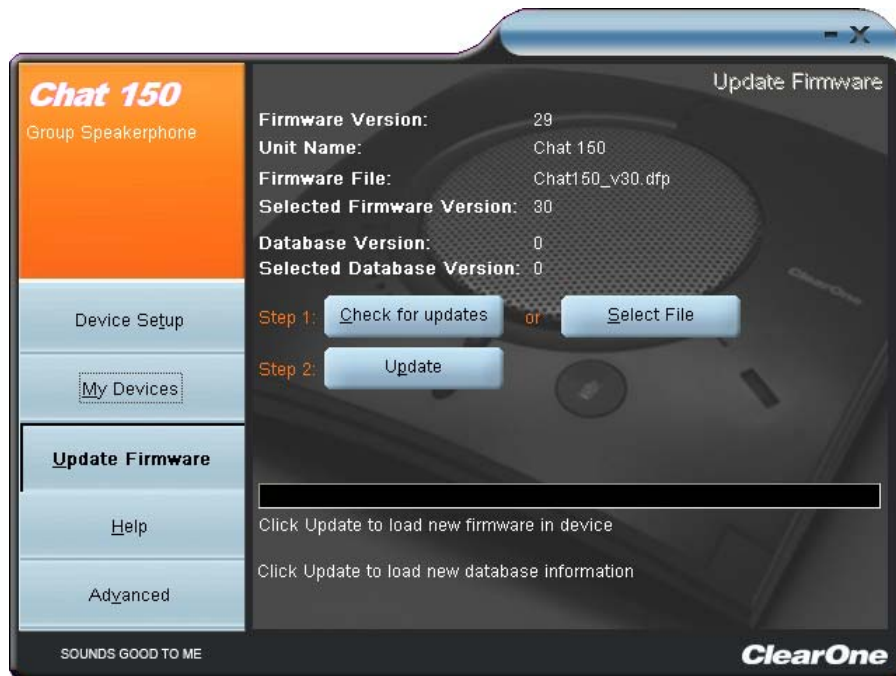 Update Firmware
Chat 150
Group Speakerphone
Firmware Version: 29
Unit Name: Chat 150
Firmware File: Chat150_v30.dfp
Selected Firmware Version: 30
Database Version: 0
Selected Database Version: 0
Step 1: Check for updates or Select File
Step 2: Update
Device Setup
My Devices
Update Firmware
Help
Advanced
Click Update to load new firmware in device
Click Update to load new database information
SOUNDS GOOD TO ME
ClearOne
ClearOne